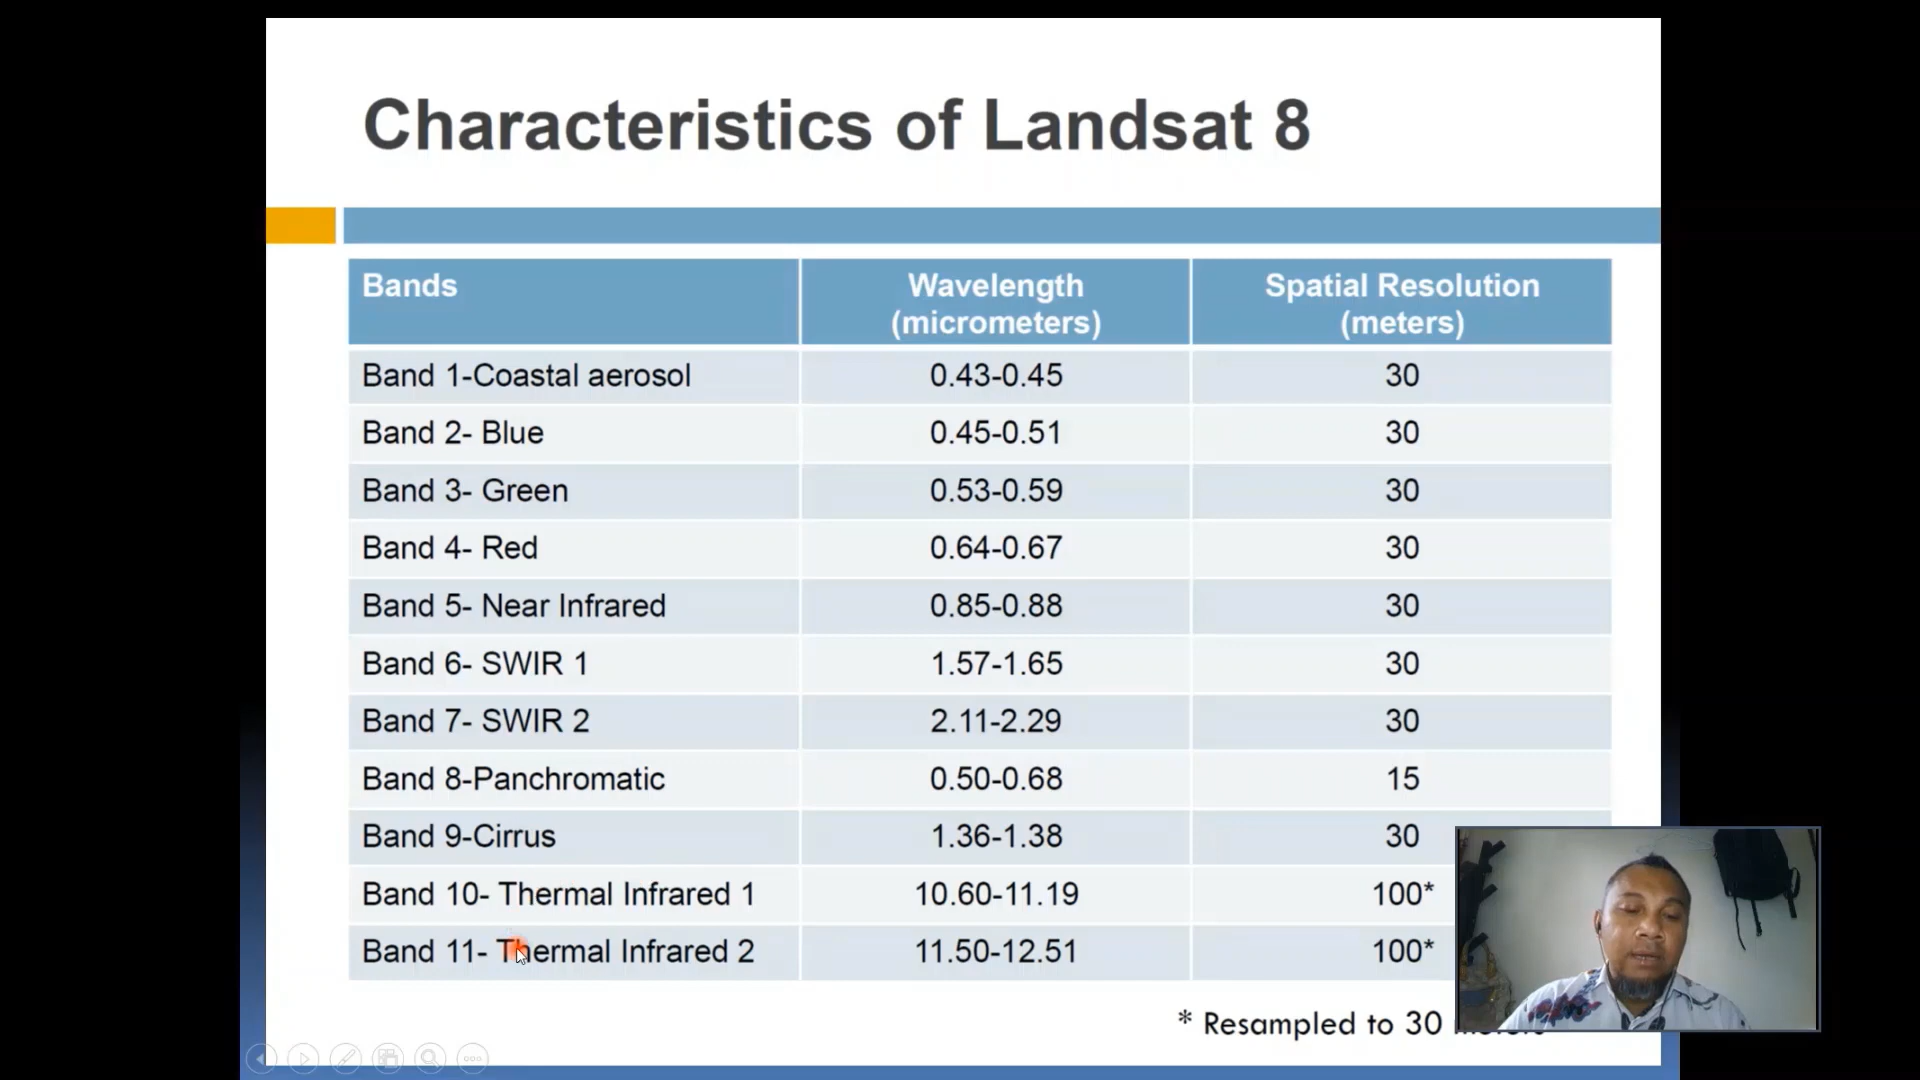 Characteristics of Landsat 8
Bands Wavelength (micrometers) Spatial Resolution (meters)
Band 1-Coastal aerosol 0.43-0.45 30
Band 2- Blue 0.45-0.51 30
Band 3- Green 0.53-0.59 30
Band 4- Red 0.64-0.67 30
Band 5- Near Infrared 0.85-0.88 30
Band 6- SWIR 1 1.57-1.65 30
Band 7- SWIR 2 2.11-2.29 30
Band 8-Panchromatic 0.50-0.68 15
Band 9-Cirrus 1.36-1.38 30
Band 10- Thermal Infrared 1 10.60-11.19 100*
Band 11- Thermal Infrared 2 11.50-12.51 100*
* Resampled to 30